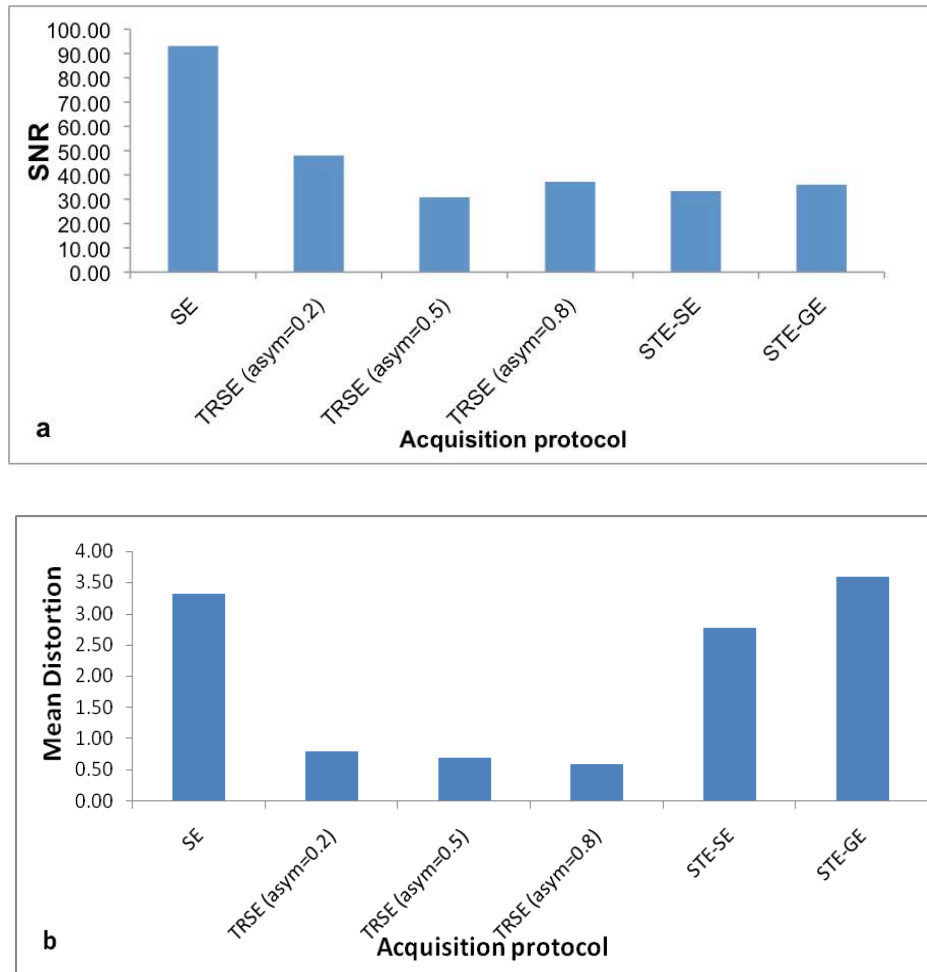 100.00
90.00
80.00
70.00
60.00
50.00
40.00
30.00
20.00
10.00
0.00
SNR
SE
TRSE (asym=0.2)
TRSE (asym=0.5)
TRSE (asym=0.8)
STE-SE
STE-GE
a
Acquisition protocol
4.00
3.50
3.00
2.50
2.00
1.50
1.00
0.50
0.00
Mean Distortion
SE
TRSE (asym=0.2)
TRSE (asym=0.5)
TRSE (asym=0.8)
STE-SE
STE-GE
b
Acquisition protocol